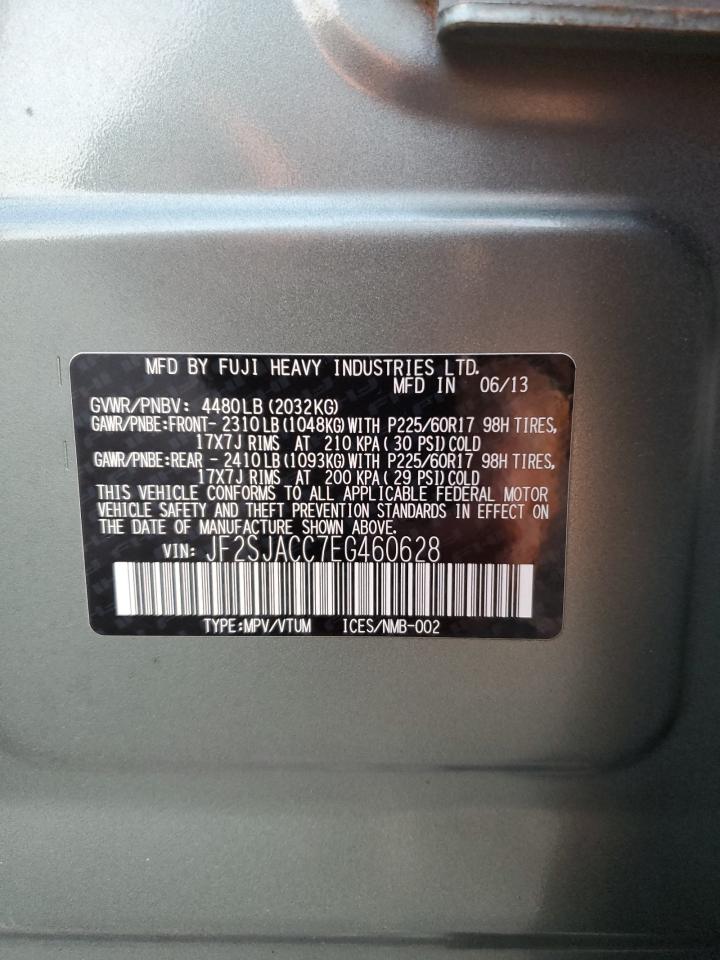 MFD BY FUJI HEAVY INDUSTRIES LTD.
MFD IN 06/13
GVWR/PNBV: 4480LB (2032KG)
GAWR/PNBE:FRONT- 2310LB (1048KG) WITH P225/60R17 98H TIRES,
17X7J RIMS AT 210 KPA (30 PSI) COLD
GAWR/PNBE:REAR - 2410LB (1093KG) WITH P225/60R17 98H TIRES,
17X7J RIMS AT 200 KPA (29 PSI) COLD
THIS VEHICLE CONFORMS TO ALL APPLICABLE FEDERAL MOTOR
VEHICLE SAFETY AND THEFT PREVENTION STANDARDS IN EFFECT ON
THE DATE OF MANUFACTURE SHOWN ABOVE.
VIN: JF2SJACC7EG460628
TYPE:MPV/VTUM ICES/NMB-002